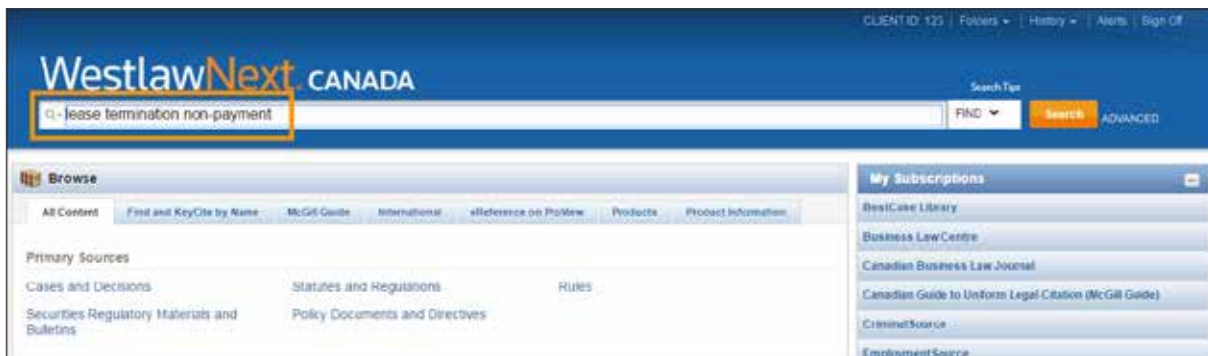 CLIENT ID: 123 | Folders | History | Alerts | Sign Off
WestlawNext. CANADA
Search Tips
lease termination non-payment
FIND
Search
ADVANCED
Browse
My Subscriptions
All Content
Find and KeyCite by Name
McGill Guide
International
eReference on ProView
Products
Product Information
BestCase Library
Business Law Centre
Primary Sources
Canadian Business Law Journal
Cases and Decisions
Statutes and Regulations
Rules
Canadian Guide to Uniform Legal Citation (McGill Guide)
Securities Regulatory Materials and
Bulletins
Policy Documents and Directives
CriminalSource
EmploymentSource